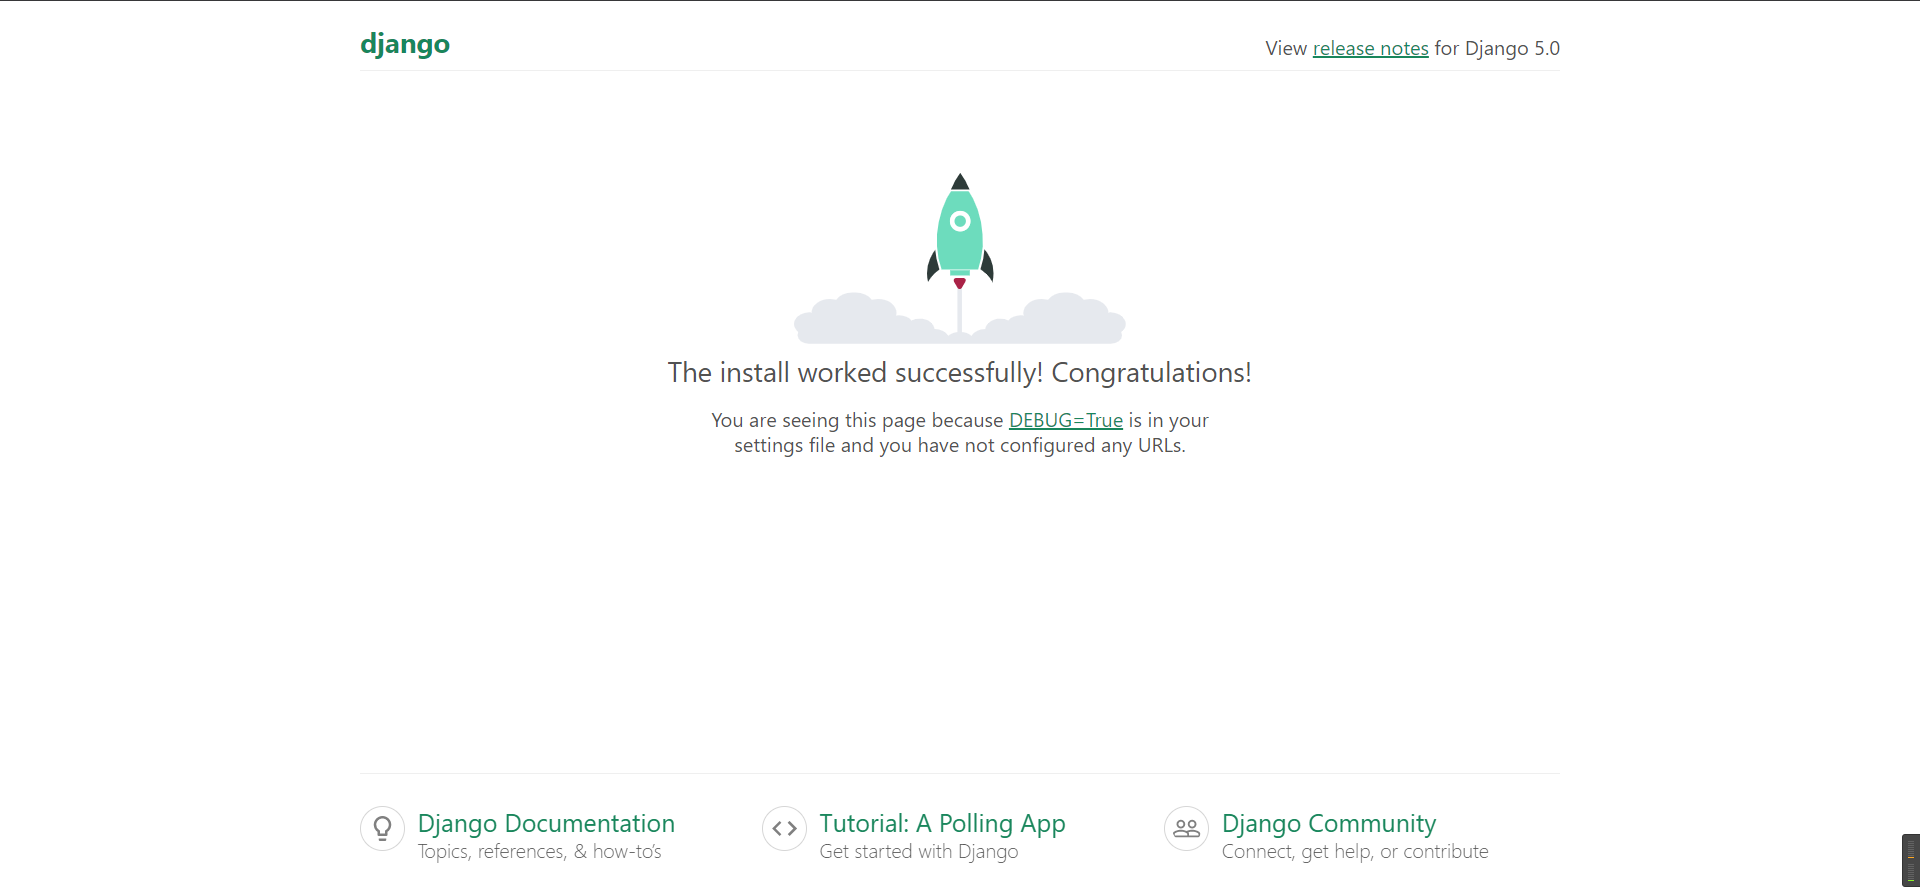 django
View release notes for Django 5.0
The install worked successfully! Congratulations!
You are seeing this page because DEBUG=True is in your
settings file and you have not configured any URLs.
Django Documentation
Topics, references, & how-to’s
Tutorial: A Polling App
Get started with Django
Django Community
Connect, get help, or contribute